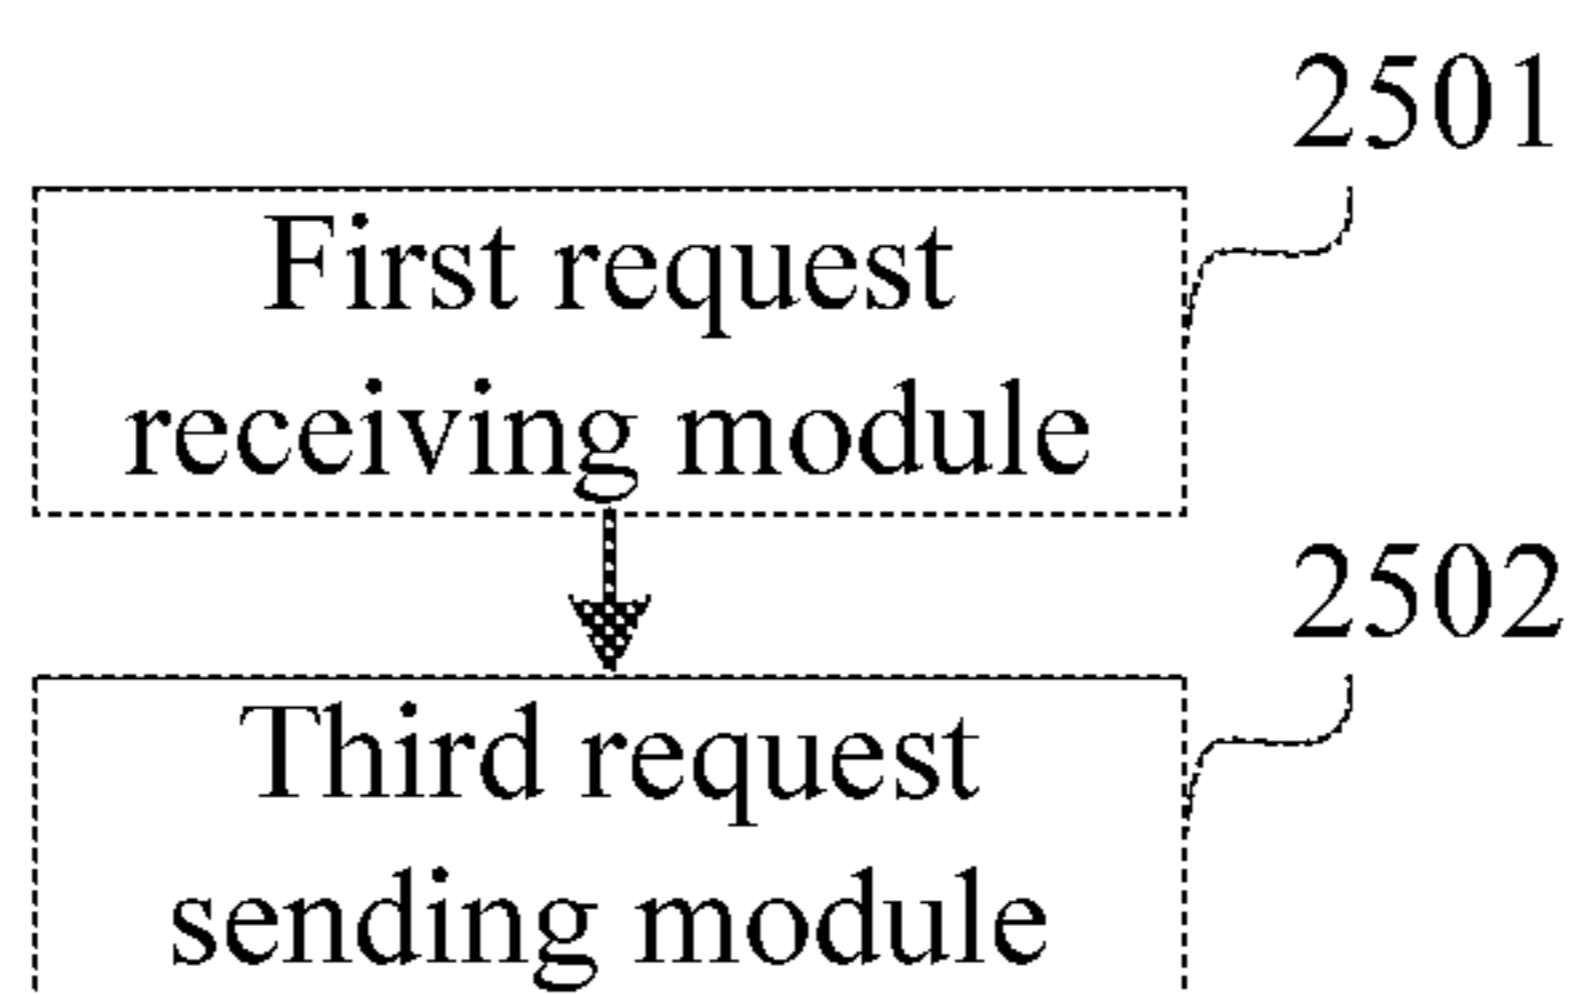 2501
First request
receiving module
2502
Third request
sending module